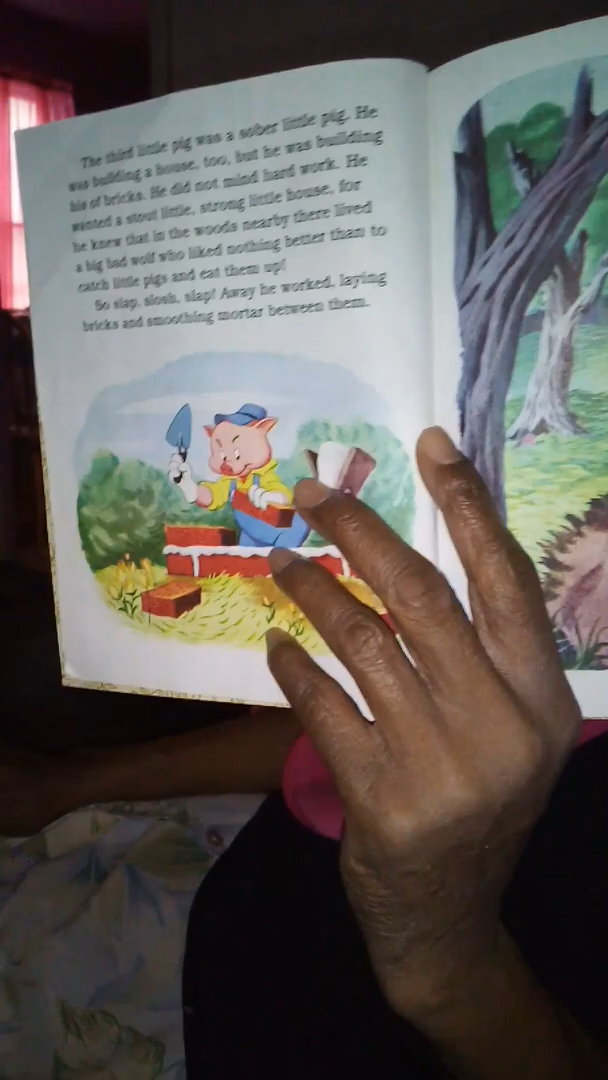 The third little pig was a sober little pig. He
was building a house, too, but he was building
his of bricks. He did not mind hard work. He
wanted a stout little, strong little house, for
he knew that in the woods nearby there lived
a big bad wolf who liked nothing better than to
catch little pigs and eat them up!
So slap, slosh, slap! Away he worked, laying
bricks and smoothing mortar between them.